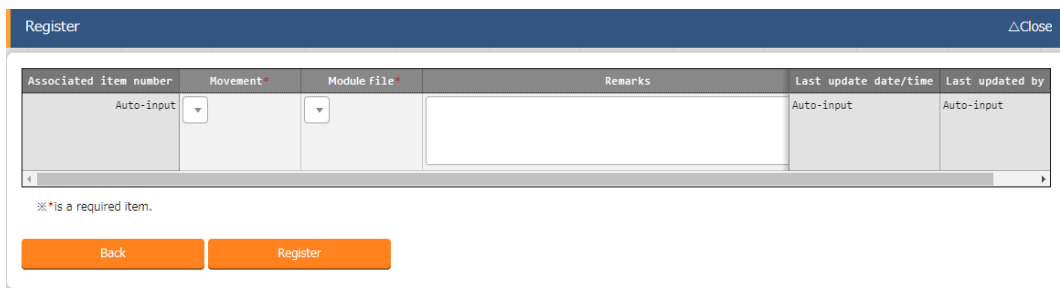 Register △Close
Associated item number Movement* Module File* Remarks Last update date/time Last updated by
Auto-input Auto-input Auto-input
※*is a required item.
Back Register